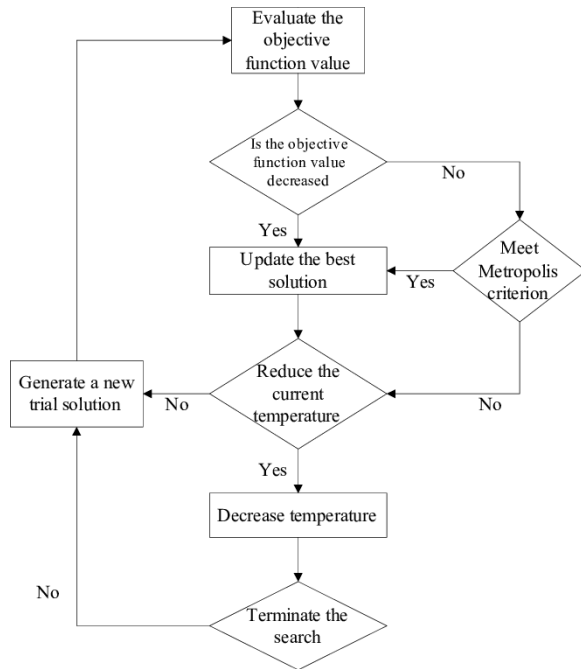 Evaluate the
objective
function value
Is the objective
function value
decreased
No
Yes
Meet
Metropolis
criterion
Update the best
solution
Yes
Reduce the
current
temperature
Generate a new
trial solution
No
No
Yes
Decrease temperature
No
Terminate the
search